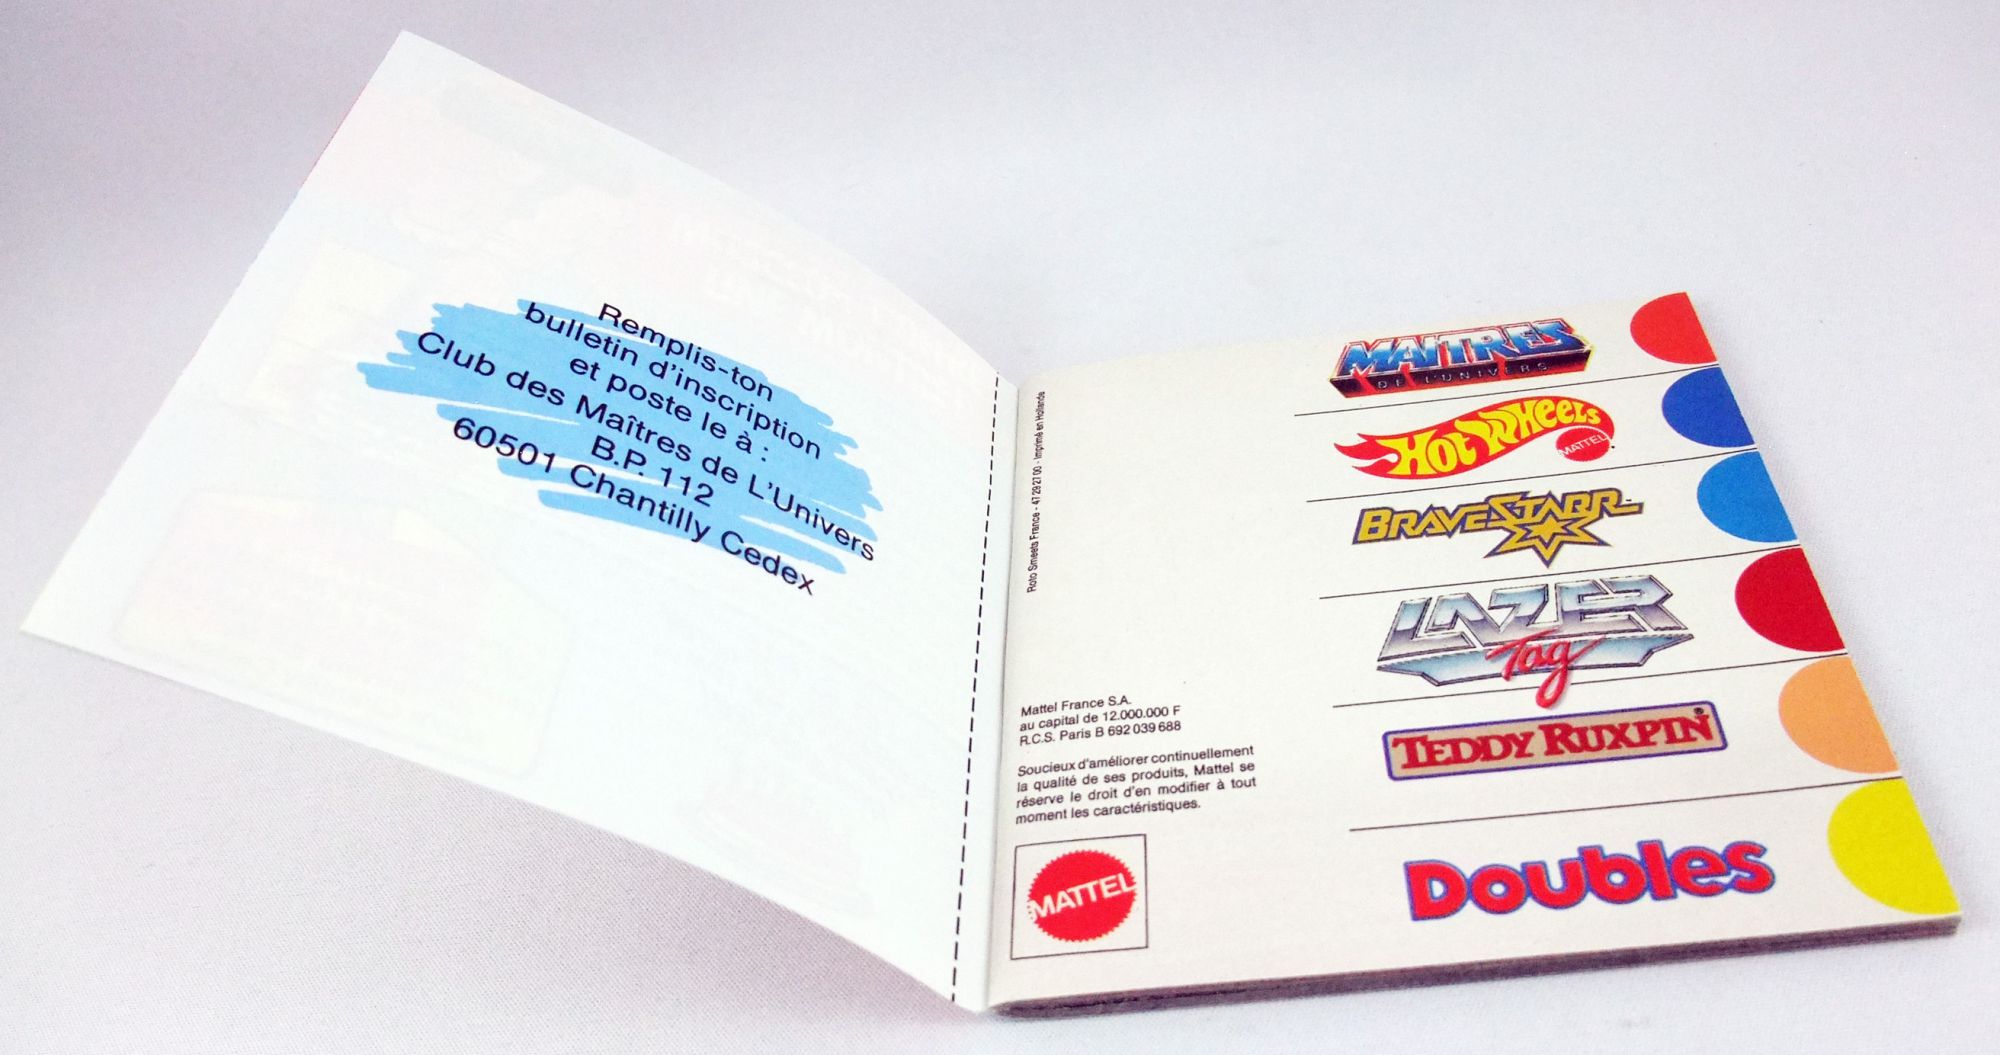 Remplis-ton
bulletin d'inscription
et poste le à :
Club des Maîtres de L'Univers
B.P. 112
60501 Chantilly Cedex
Roto Smeets France - 47 29 27 00 - Imprimé en Hollande
Mattel France S.A.
au capital de 12.000.000 F
R.C.S. Paris B 692 039 688
Soucieux d'améliorer continuellement
la qualité de ses produits, Mattel se
réserve le droit d'en modifier à tout
moment les caractéristiques.
MATTEL
MAITRES
DE L'UNIVERS
HOT WHEELS
MATTEL
BRAVESTARR
LAZER
Tag
TEDDY RUXPIN
DOUBLES